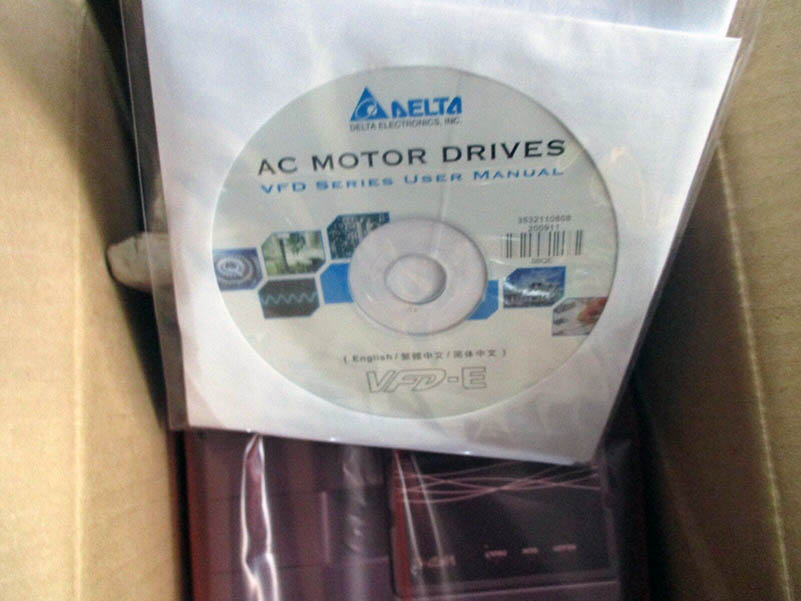 DELTA
DELTA ELECTRONICS, INC.
AC MOTOR DRIVES
VFD SERIES USER MANUAL
3532110808
200911
( English / 繁體中文 / 简体中文 )
VFD-E